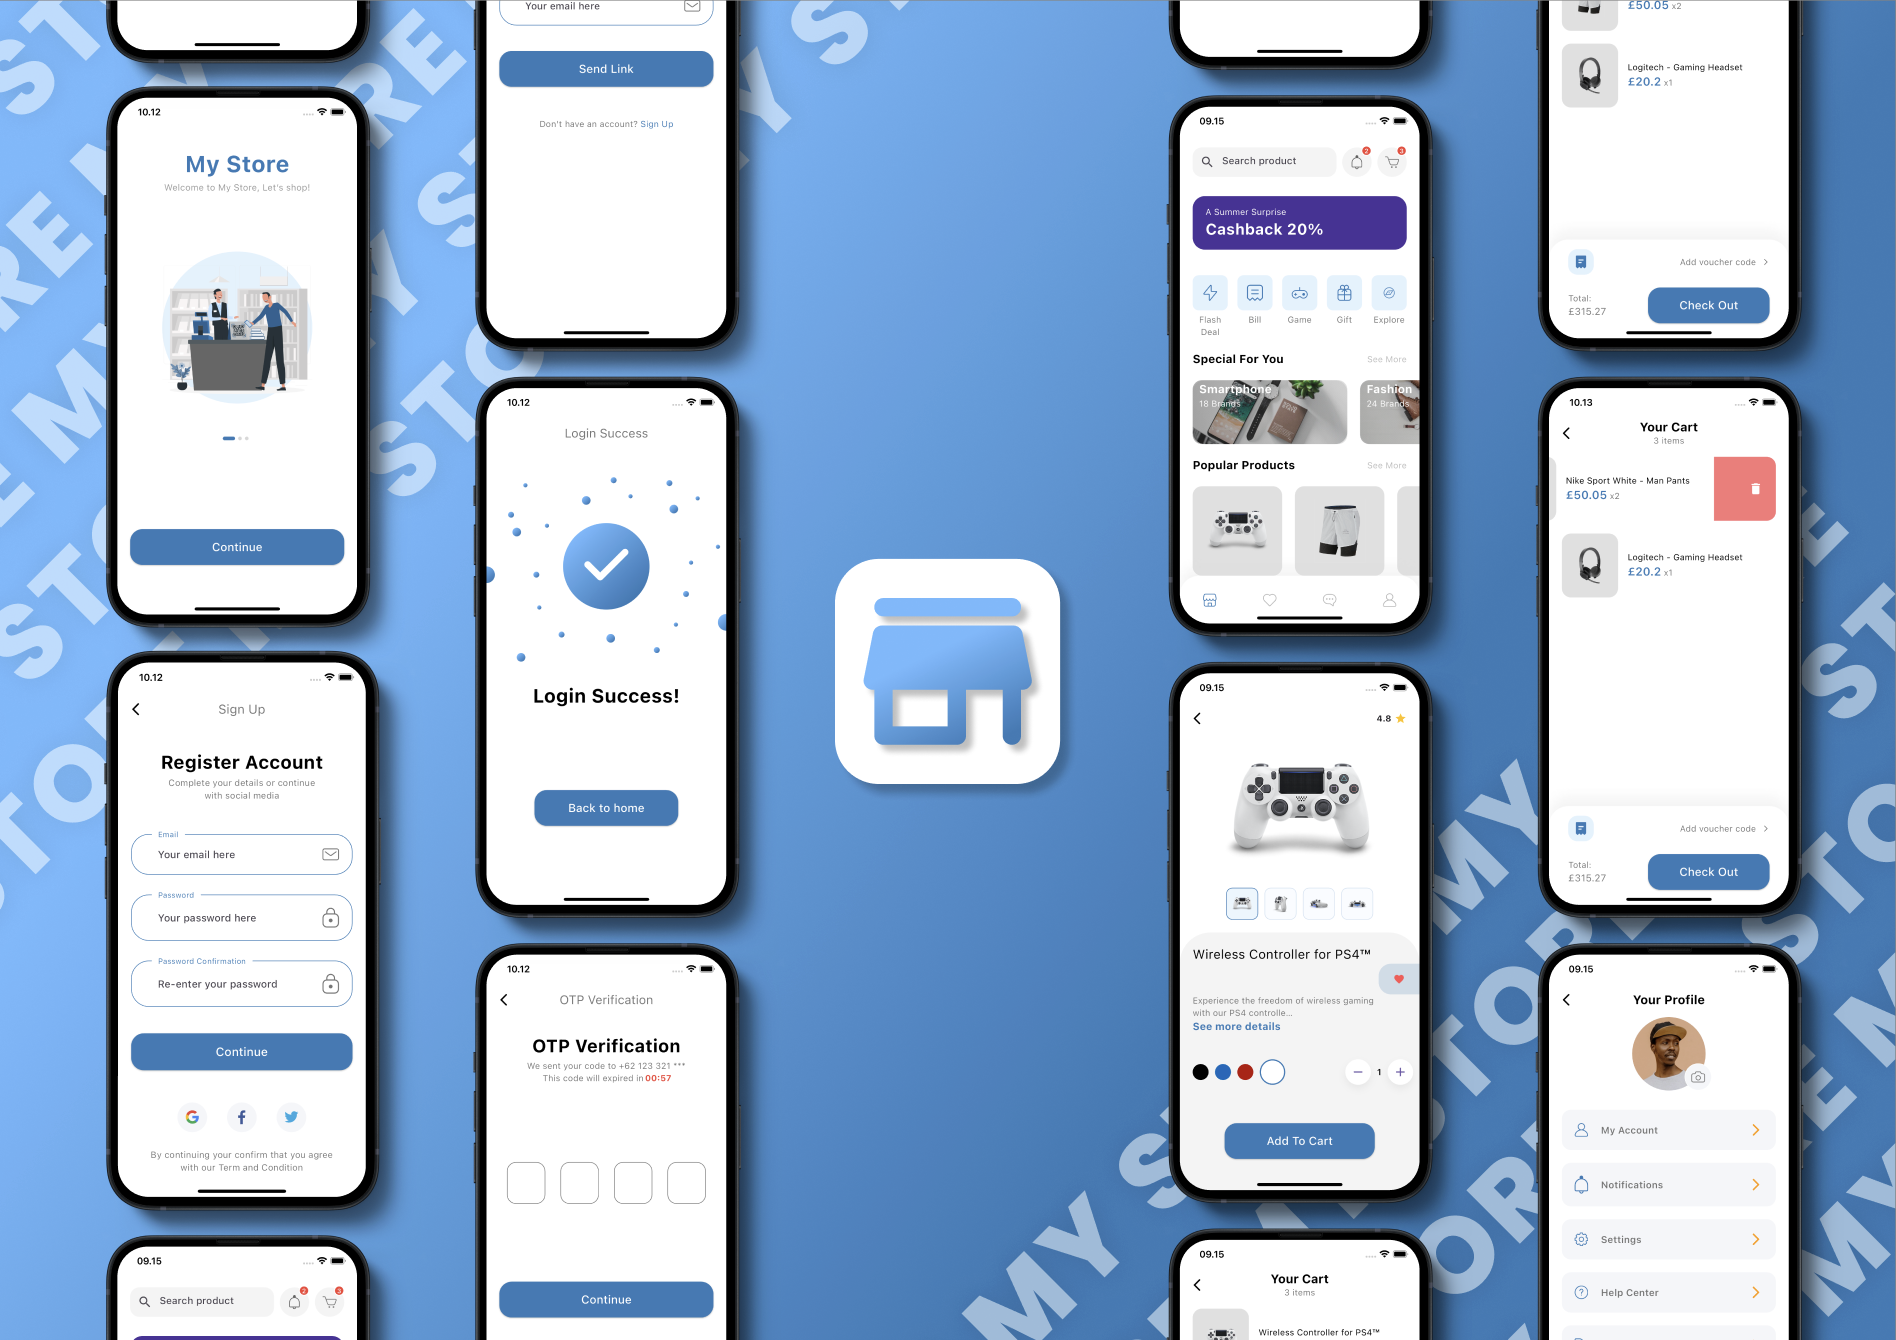 10.12
My Store
Welcome to My Store, Let's shop!
Continue
10.12
Sign Up
Register Account
Complete your details or continue
with social media
Email
Your email here
Password
Your password here
Password Confirmation
Re-enter your password
Continue
By continuing your confirm that you agree
with our Term and Condition
09.15
Search product
2
3
Your email here
Send Link
Don't have an account? Sign Up
10.12
Login Success
Login Success!
Back to home
10.12
OTP Verification
OTP Verification
We sent your code to +62 123 321 ***
This code will expired in 00:57
Continue
09.15
Search product
2
3
A Summer Surprise
Cashback 20%
Flash
Deal
Bill
Game
Gift
Explore
Special For You
See More
Smartphone
18 Brands
Fashion
24 Brands
Popular Products
See More
09.15
4.8
Wireless Controller for PS4™
Experience the freedom of wireless gaming
with our PS4 controlle...
See more details
1
Add To Cart
09.15
Your Cart
3 items
Wireless Controller for PS4™
£50.05 x2
Logitech - Gaming Headset
£20.2 x1
Add voucher code
Total:
£315.27
Check Out
10.13
Your Cart
3 items
Nike Sport White - Man Pants
£50.05 x2
Logitech - Gaming Headset
£20.2 x1
Add voucher code
Total:
£315.27
Check Out
09.15
Your Profile
My Account
Notifications
Settings
Help Center
MY STORE
MY STORE